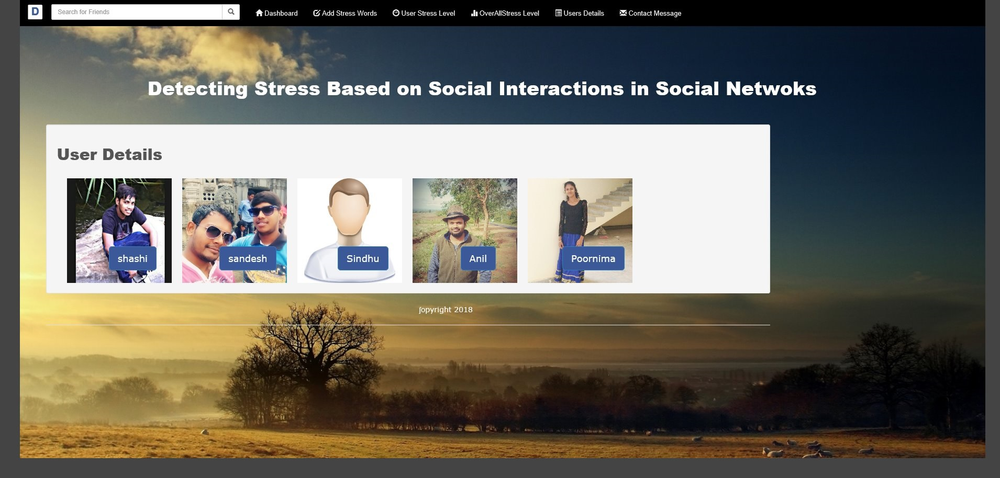 D Search for Friends Dashboard Add Stress Words User Stress Level OverAllStress Level Users Details Contact Message
Detecting Stress Based on Social Interactions in Social Netwoks
User Details
shashi sandesh Sindhu Anil Poornima
ʃopyright 2018